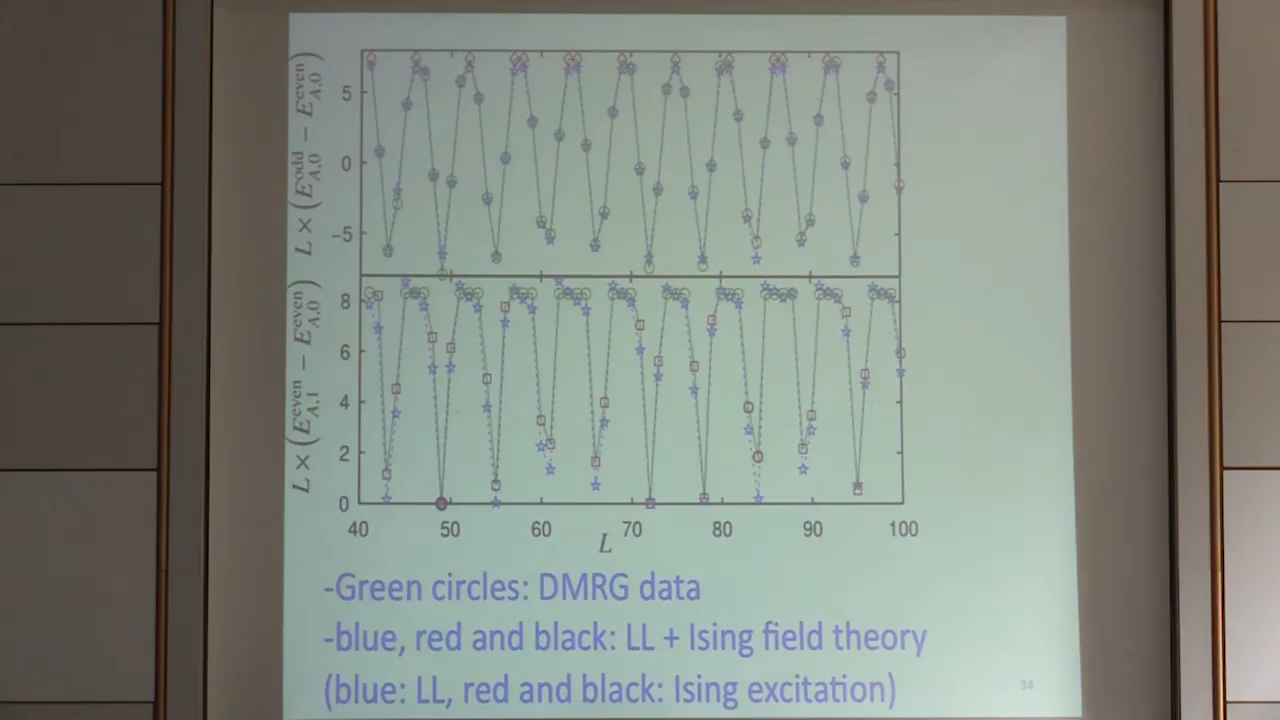 L × (E^odd_A,0 − E^even_A,0)
5
0
−5
L × (E^even_A,1 − E^even_A,0)
8
6
4
2
0
40 50 60 70 80 90 100
L
-Green circles: DMRG data
-blue, red and black: LL + Ising field theory
(blue: LL, red and black: Ising excitation)
34